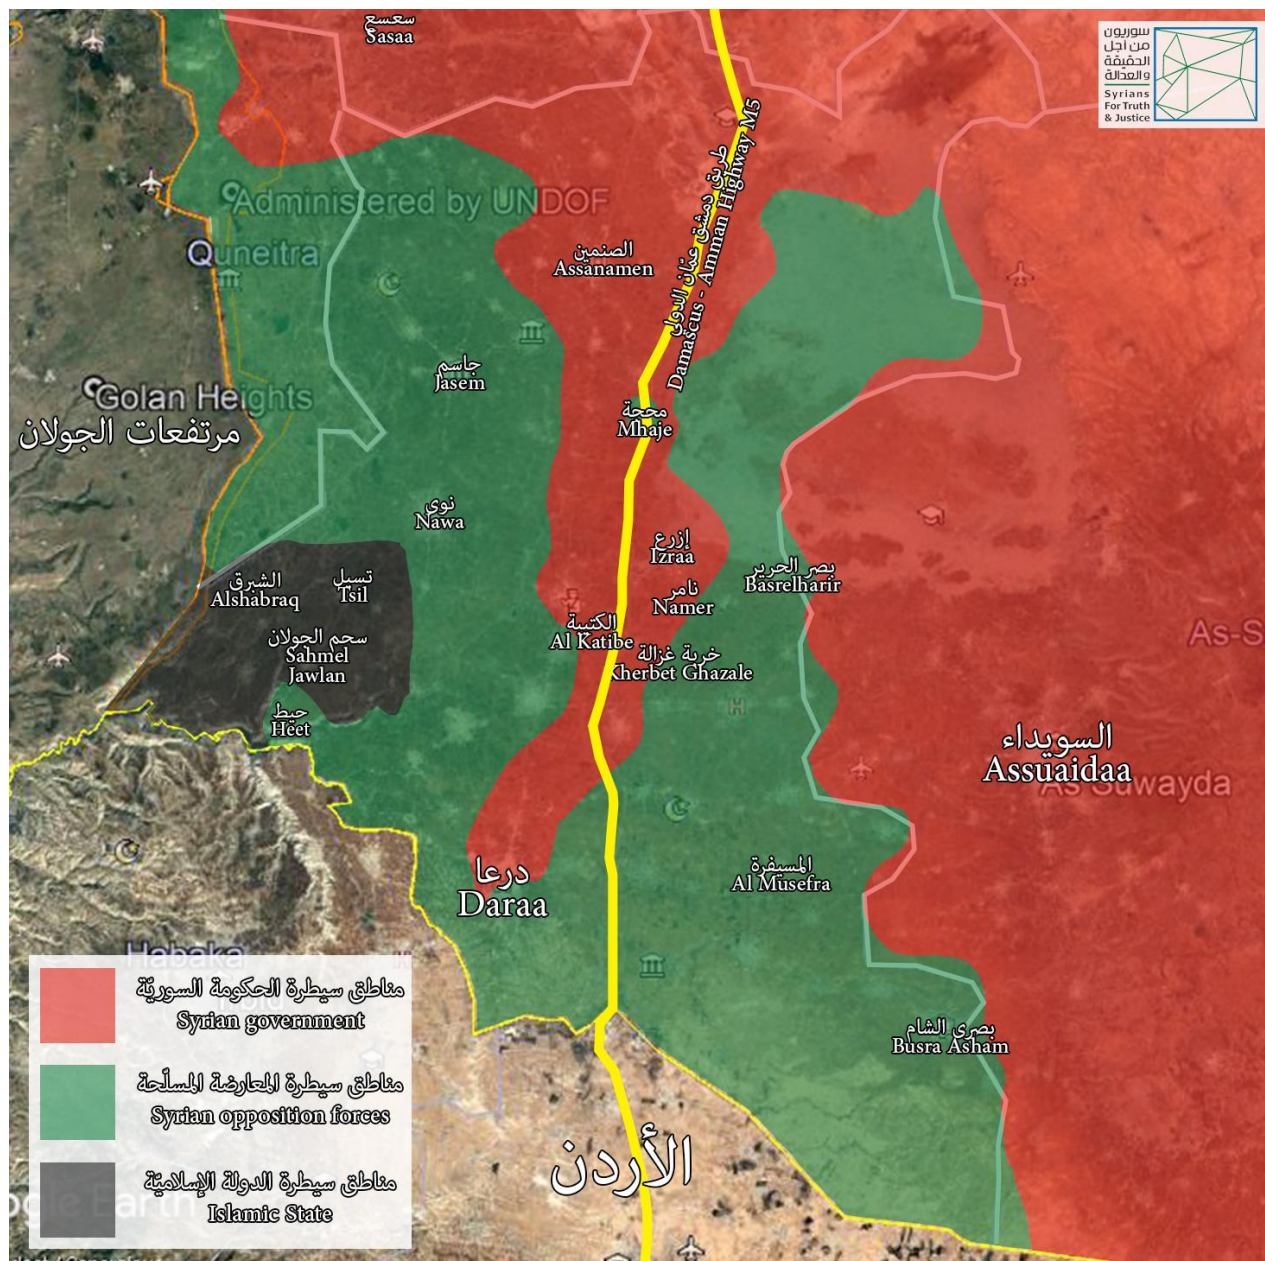 سعسع
Sasaa
سوريون
من أجل
الحقيقة
والعدالة
Syrians
For Truth
& Justice
طريق دمشق عمّان الدولي
Damascus - Amman Highway M5
Administered by UNDOF
Quneitra
الصنمين
Assanamen
جاسم
Jasem
Golan Heights
مرتفعات الجولان
محجة
Mhaje
نوى
Nawa
إزرع
Izraa
بصر الحرير
Basrelharir
الشبرق
Alshabraq
تسيل
Tsil
نامر
Namer
الكتيبة
Al Katibe
As-S
سحم الجولان
Sahmel
Jawlan
خربة غزالة
Kherbet Ghazale
حيط
Heet
السويداء
Assuaidaa
As Suwayda
درعا
Daraa
المسيفرة
Al Musefra
Habaka
مناطق سيطرة الحكومة السوريّة
Syrian government
بصرى الشام
Busra Asham
مناطق سيطرة المعارضة المسلّحة
Syrian opposition forces
الأردن
مناطق سيطرة الدولة الإسلاميّة
Islamic State